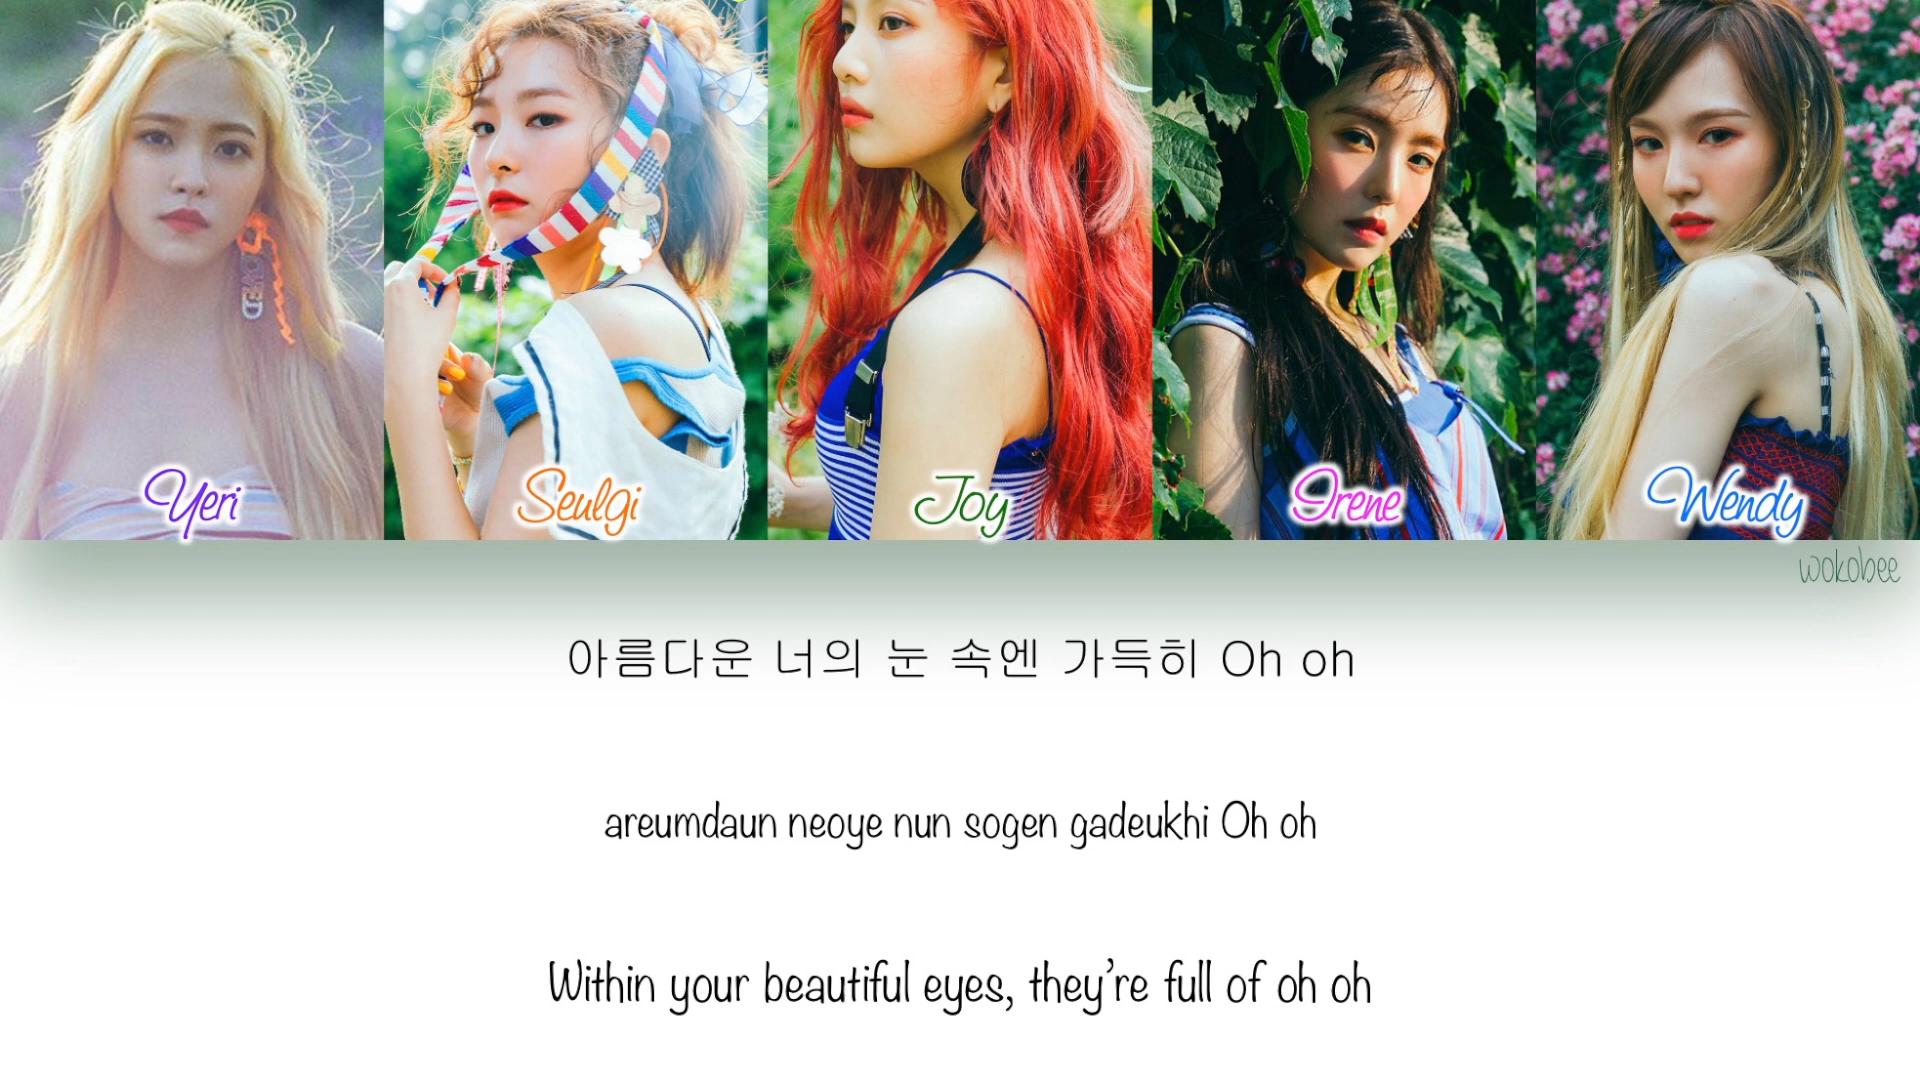 Yeri
Seulgi
Joy
Irene
Wendy
wokobee
아름다운 너의 눈 속엔 가득히 Oh oh
areumdaun neoye nun sogen gadeukhi Oh oh
Within your beautiful eyes, they're full of oh oh